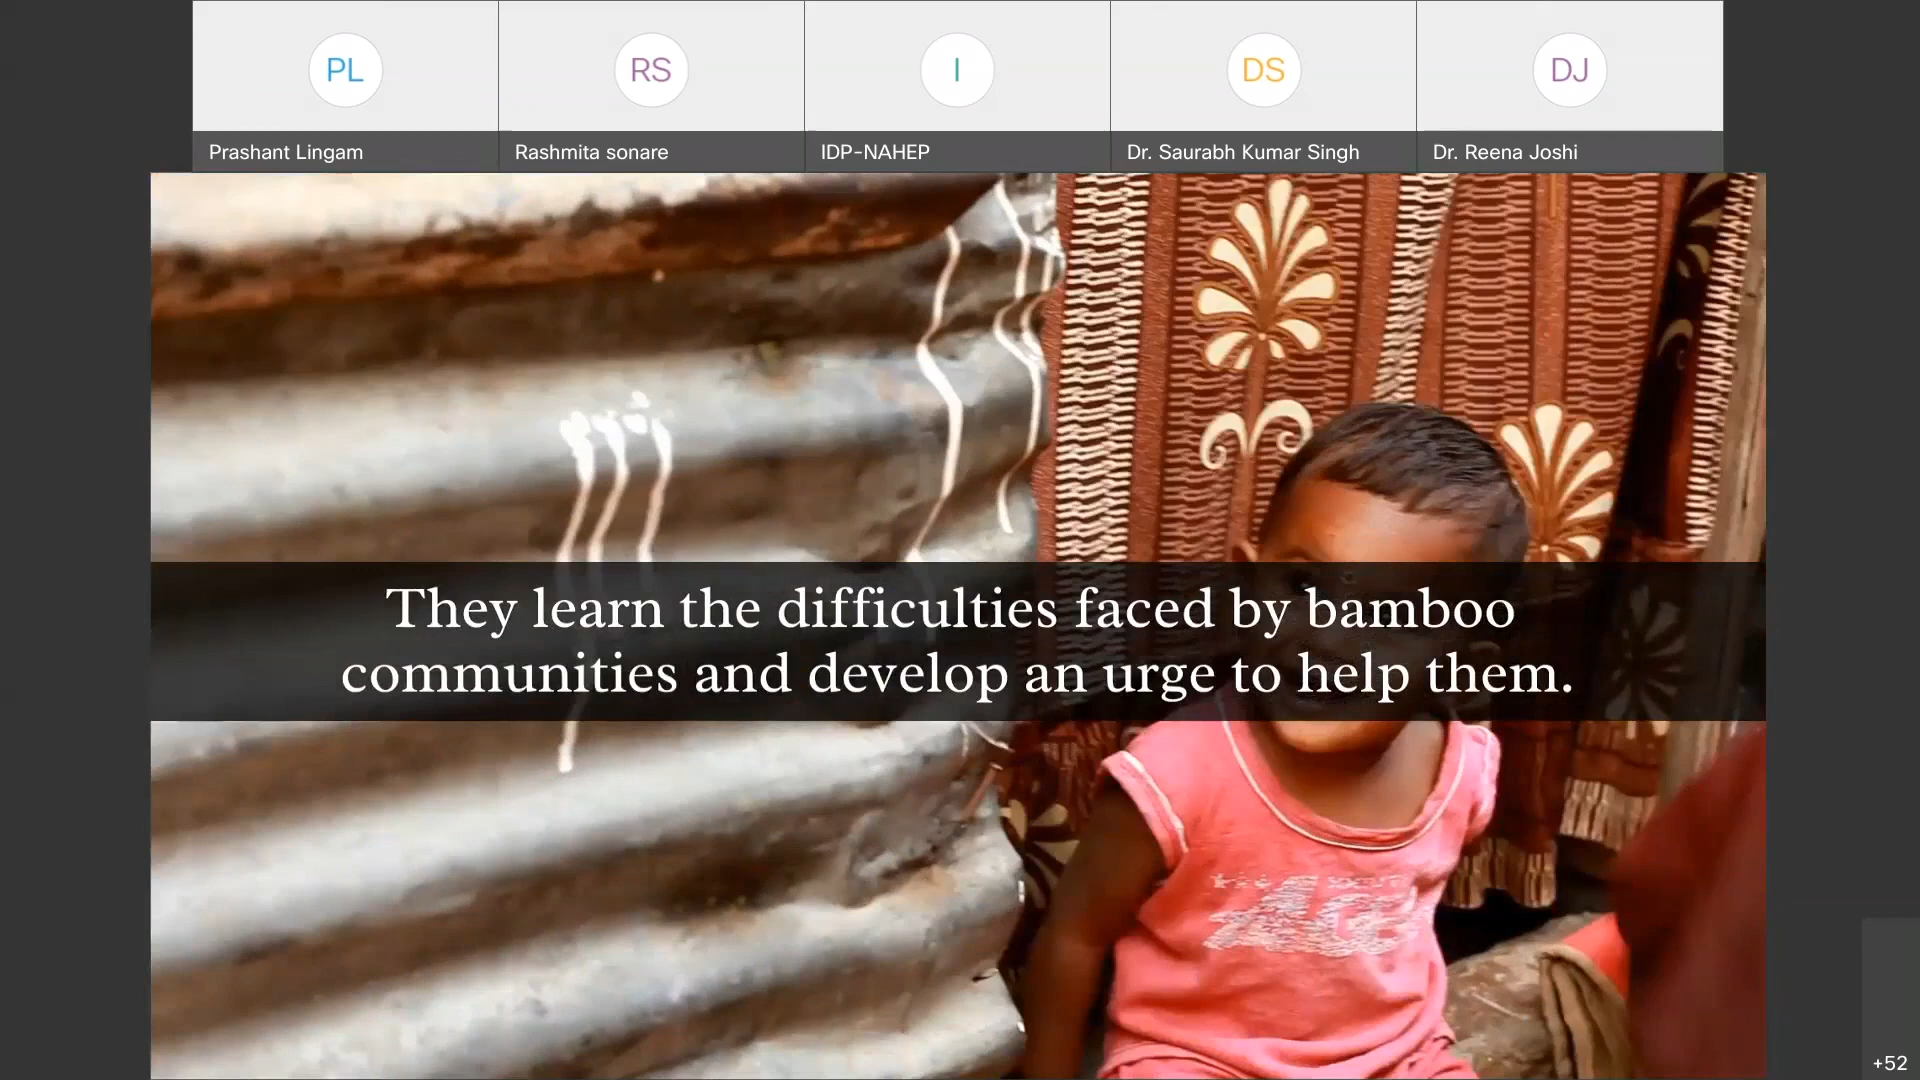 PL
RS
I
DS
DJ
Prashant Lingam
Rashmita sonare
IDP-NAHEP
Dr. Saurabh Kumar Singh
Dr. Reena Joshi
They learn the difficulties faced by bamboo
communities and develop an urge to help them.
+52